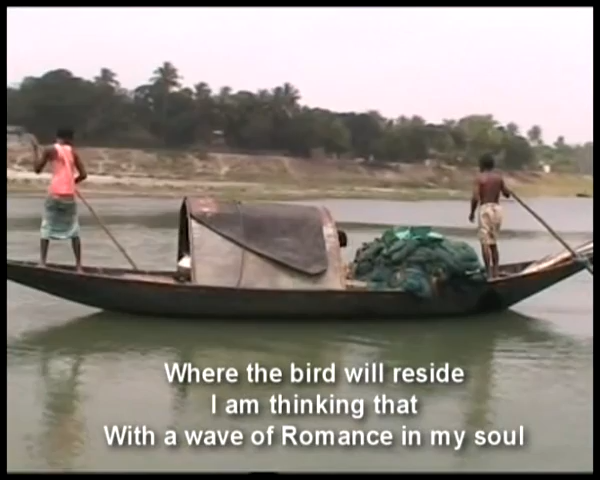 Where the bird will reside
I am thinking that
With a wave of Romance in my soul